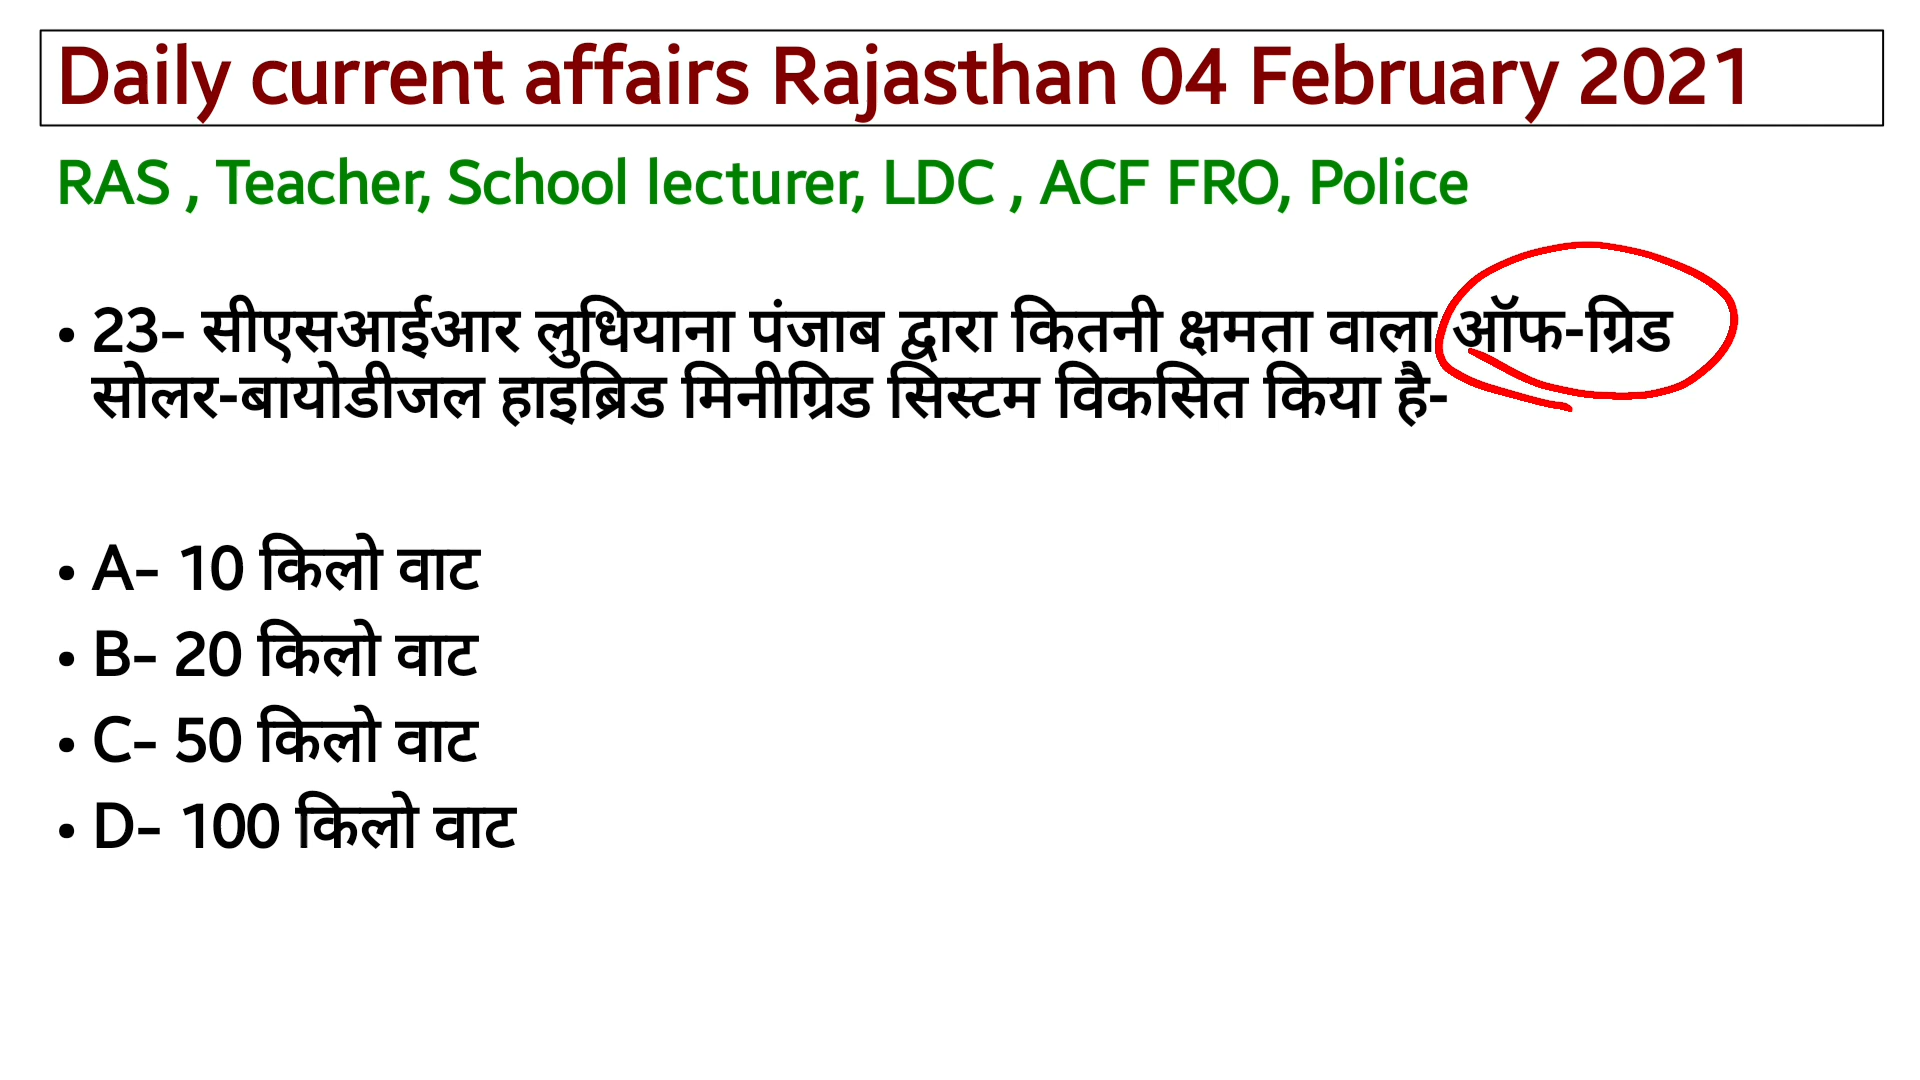 Daily current affairs Rajasthan 04 February 2021
RAS , Teacher, School lecturer, LDC , ACF FRO, Police
• 23- सीएसआईआर लुधियाना पंजाब द्वारा कितनी क्षमता वाला ऑफ-ग्रिड
सोलर-बायोडीजल हाइब्रिड मिनीग्रिड सिस्टम विकसित किया है-
• A- 10 किलो वाट
• B- 20 किलो वाट
• C- 50 किलो वाट
• D- 100 किलो वाट